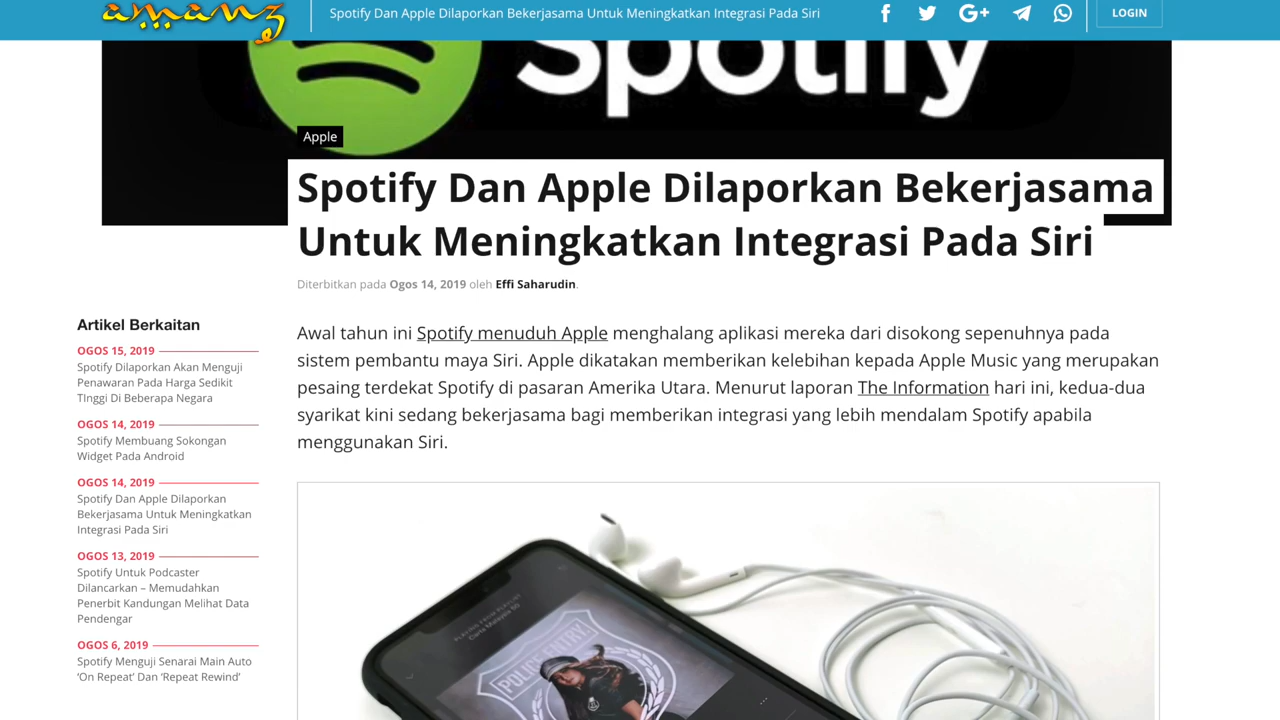 amanz
Spotify Dan Apple Dilaporkan Bekerjasama Untuk Meningkatkan Integrasi Pada Siri
LOGIN
Spotify
Apple
Spotify Dan Apple Dilaporkan Bekerjasama
Untuk Meningkatkan Integrasi Pada Siri
Diterbitkan pada Ogos 14, 2019 oleh Effi Saharudin.
Artikel Berkaitan
OGOS 15, 2019
Spotify Dilaporkan Akan Menguji
Penawaran Pada Harga Sedikit
TInggi Di Beberapa Negara
OGOS 14, 2019
Spotify Membuang Sokongan
Widget Pada Android
OGOS 14, 2019
Spotify Dan Apple Dilaporkan
Bekerjasama Untuk Meningkatkan
Integrasi Pada Siri
OGOS 13, 2019
Spotify Untuk Podcaster
Dilancarkan – Memudahkan
Penerbit Kandungan Melihat Data
Pendengar
OGOS 6, 2019
Spotify Menguji Senarai Main Auto
‘On Repeat’ Dan ‘Repeat Rewind’
Awal tahun ini Spotify menuduh Apple menghalang aplikasi mereka dari disokong sepenuhnya pada
sistem pembantu maya Siri. Apple dikatakan memberikan kelebihan kepada Apple Music yang merupakan
pesaing terdekat Spotify di pasaran Amerika Utara. Menurut laporan The Information hari ini, kedua-dua
syarikat kini sedang bekerjasama bagi memberikan integrasi yang lebih mendalam Spotify apabila
menggunakan Siri.